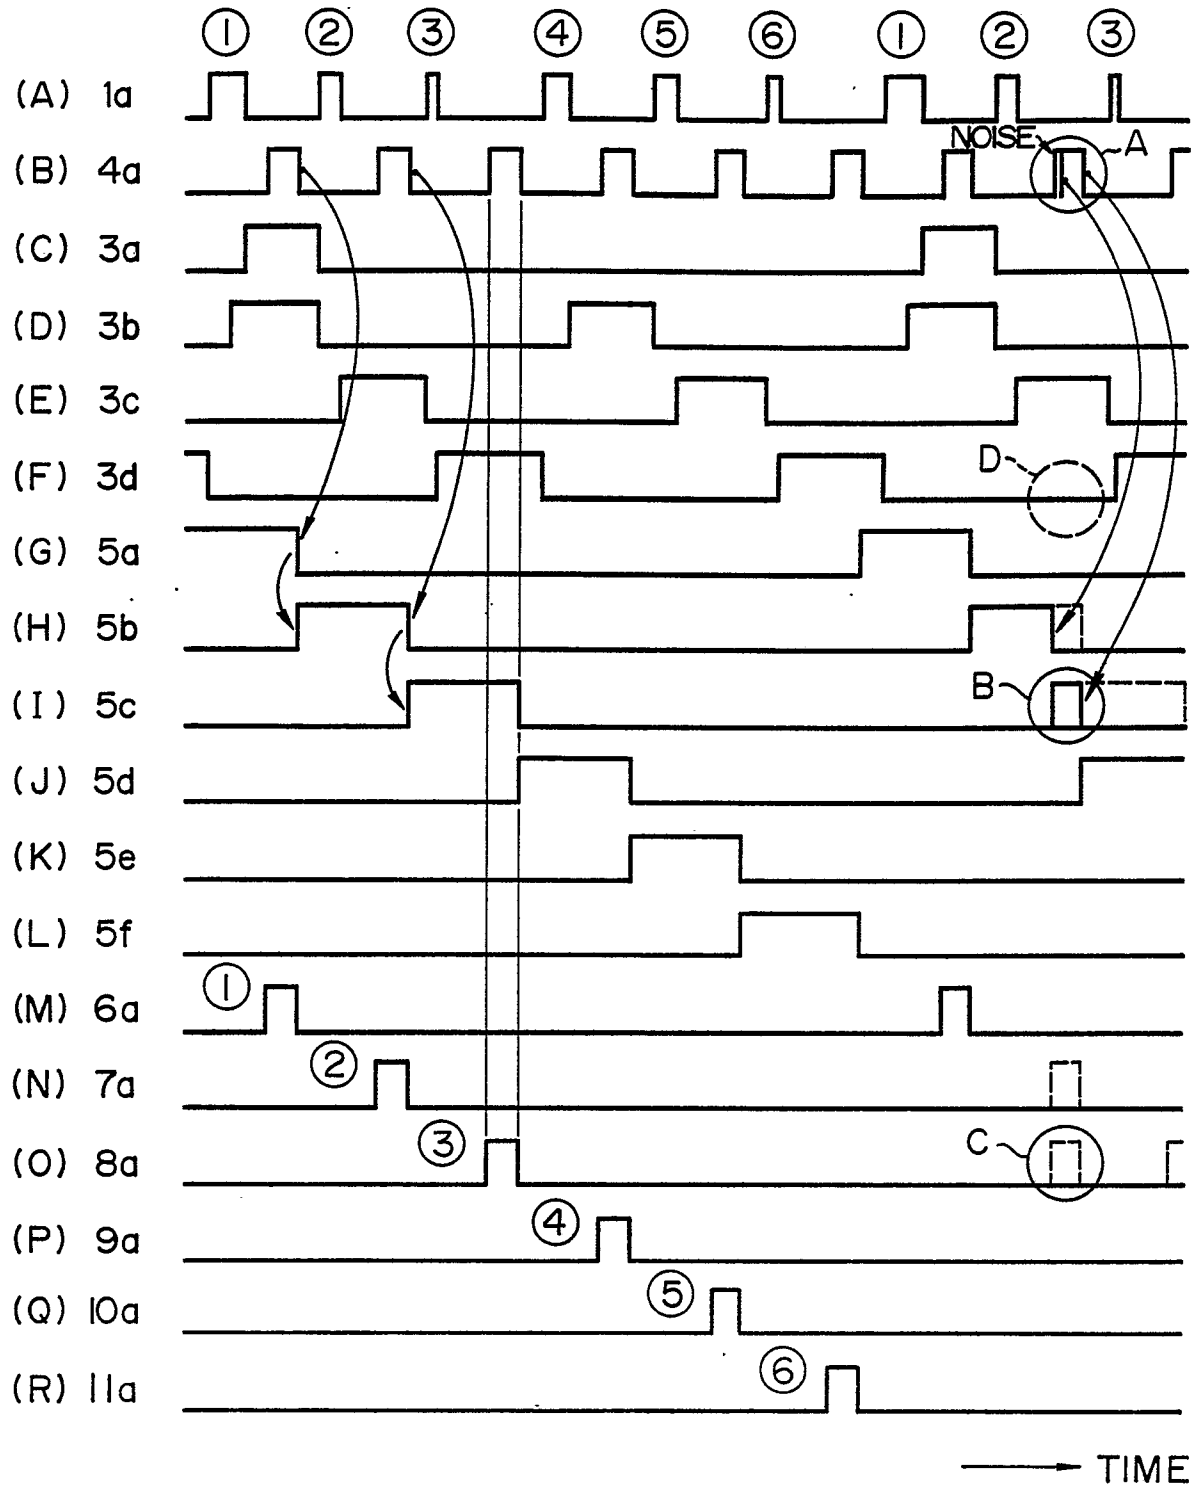 ① ② ③ ④ ⑤ ⑥ ① ② ③
(A) 1a
NOISE A
(B) 4a
(C) 3a
(D) 3b
(E) 3c
D
(F) 3d
(G) 5a
(H) 5b
B
(I) 5c
(J) 5d
(K) 5e
(L) 5f
①
(M) 6a
②
(N) 7a
③ C
(O) 8a
④
(P) 9a
⑤
(Q) 10a
⑥
(R) 11a
TIME